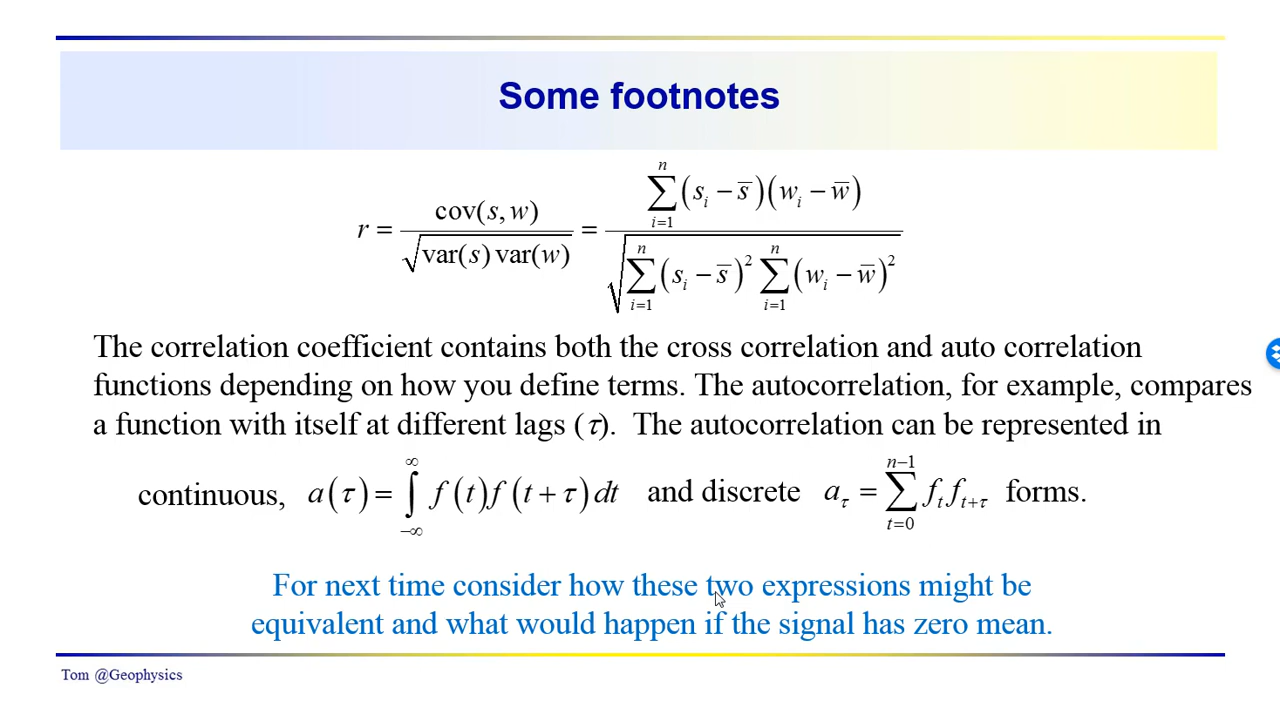 Some footnotes
r = cov(s, w) / √(var(s) var(w)) = ∑_{i=1}^{n} (s_i − s̅)(w_i − w̅) / √(∑_{i=1}^{n} (s_i − s̅)² ∑_{i=1}^{n} (w_i − w̅)²)
The correlation coefficient contains both the cross correlation and auto correlation
functions depending on how you define terms. The autocorrelation, for example, compares
a function with itself at different lags (τ). The autocorrelation can be represented in
continuous, a(τ) = ∫_{−∞}^{∞} f(t) f(t + τ) dt and discrete a_τ = ∑_{t=0}^{n−1} f_t f_{t+τ} forms.
For next time consider how these two expressions might be
equivalent and what would happen if the signal has zero mean.
Tom @Geophysics